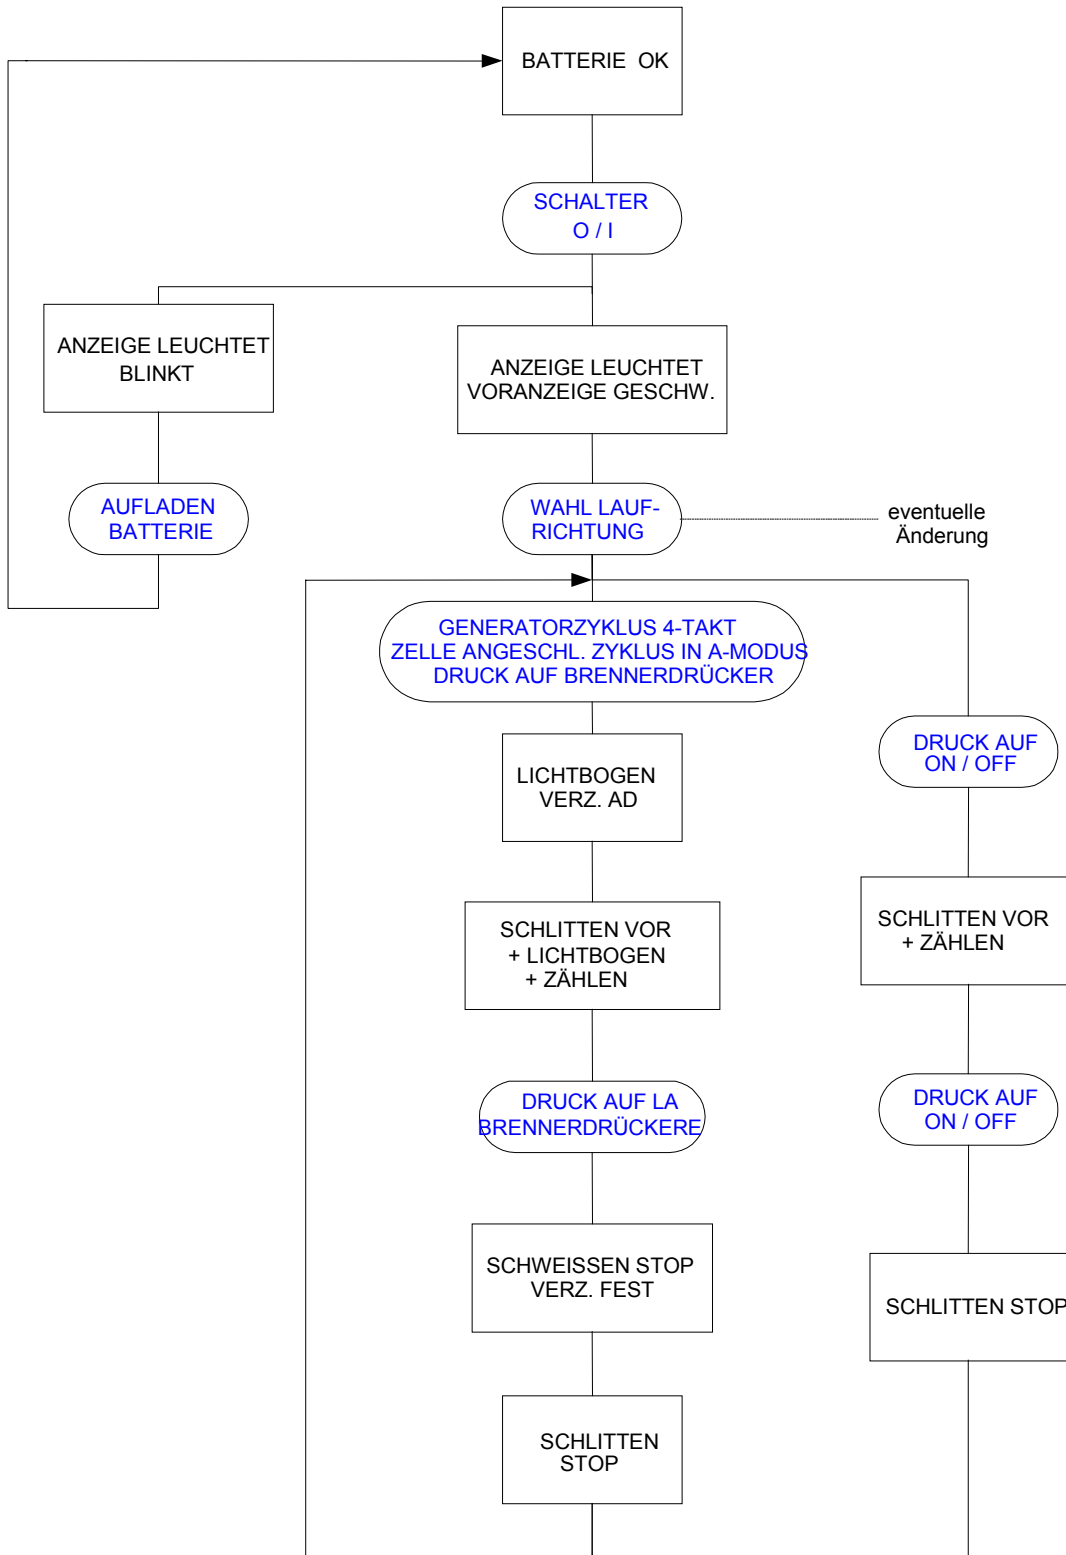 BATTERIE OK
SCHALTER
O / I
ANZEIGE LEUCHTET
BLINKT
ANZEIGE LEUCHTET
VORANZEIGE GESCHW.
AUFLADEN
BATTERIE
WAHL LAUF-
RICHTUNG
eventuelle
Änderung
GENERATORZYKLUS 4-TAKT
ZELLE ANGESCHL. ZYKLUS IN A-MODUS
DRUCK AUF BRENNERDRÜCKER
LICHTBOGEN
VERZ. AD
SCHLITTEN VOR
+ LICHTBOGEN
+ ZÄHLEN
DRUCK AUF LA
BRENNERDRÜCKERE
SCHWEISSEN STOP
VERZ. FEST
SCHLITTEN
STOP
DRUCK AUF
ON / OFF
SCHLITTEN VOR
+ ZÄHLEN
DRUCK AUF
ON / OFF
SCHLITTEN STOP